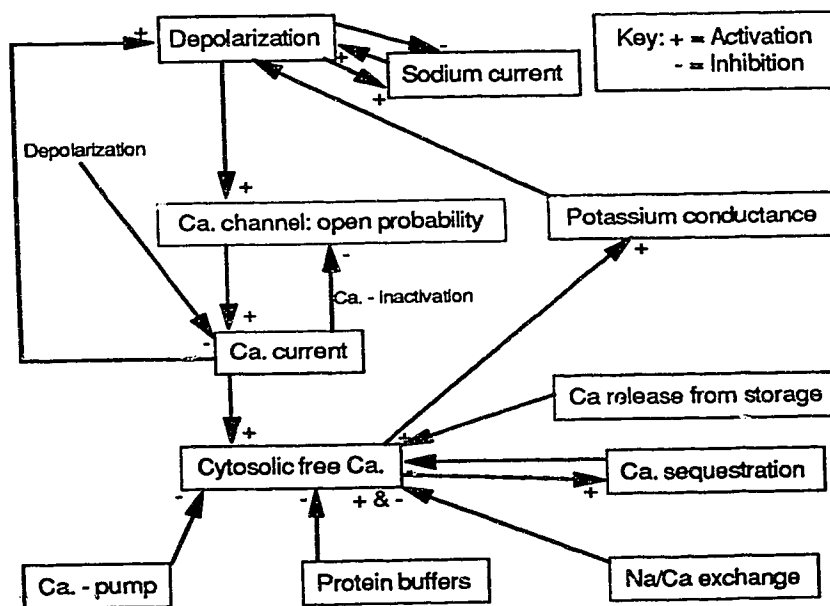 Depolarization
Key: + = Activation
- = Inhibition
+
-
+
+
Sodium current
Depolarization
+
Ca. channel: open probability
Potassium conductance
-
+
Ca. - Inactivation
+
-
Ca. current
Ca release from storage
+
+
Cytosolic free Ca.
-
Ca. sequestration
+
-
-
+ & -
Ca. - pump
Protein buffers
Na/Ca exchange